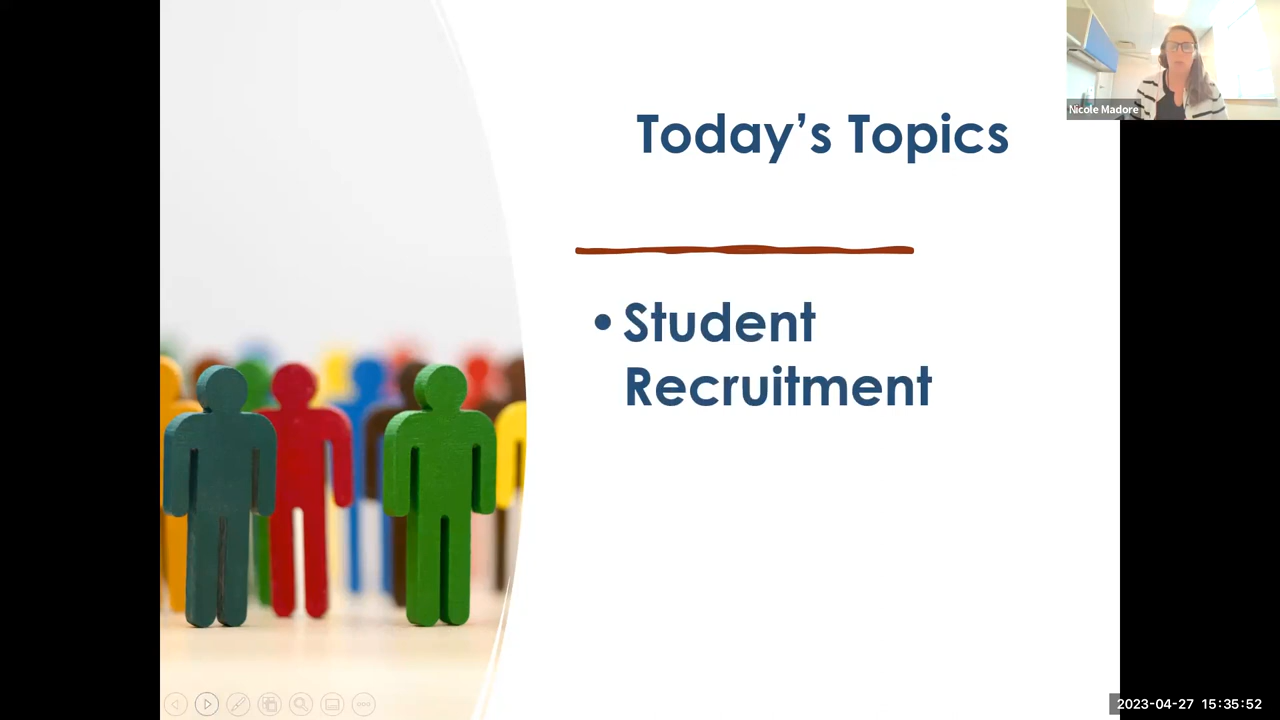 Nicole Madore
Today's Topics
• Student
Recruitment
2023-04-27 15:35:52